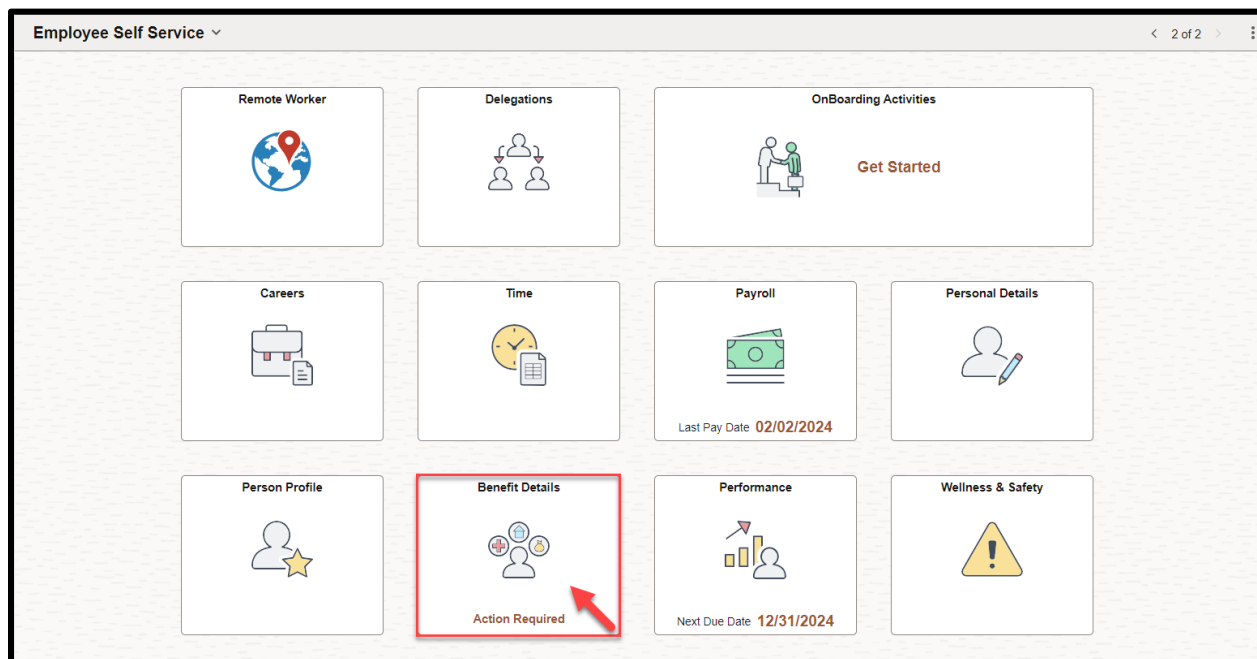 Employee Self Service
2 of 2
Remote Worker
Delegations
OnBoarding Activities
Get Started
Careers
Time
Payroll
Personal Details
Last Pay Date 02/02/2024
Person Profile
Benefit Details
Performance
Wellness & Safety
Action Required
Next Due Date 12/31/2024